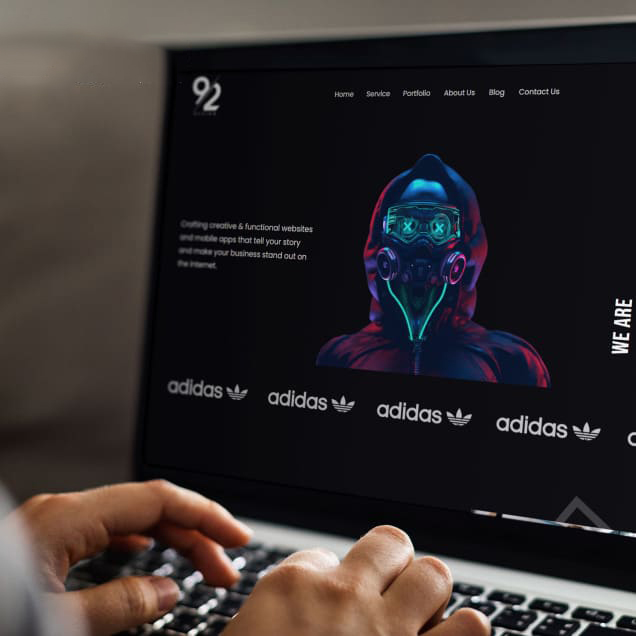 92
Home Service Portfolio About Us Blog Contact Us
Crafting creative & functional websites
and mobile apps that tell your story
and make your business stand out on
the internet.
WE ARE
adidas adidas adidas adidas